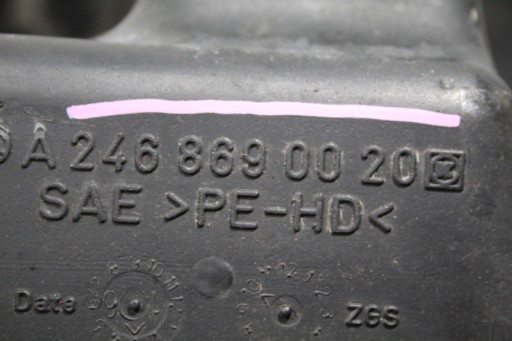 A 246 869 00 20
SAE >PE-HD<
Date ZGS